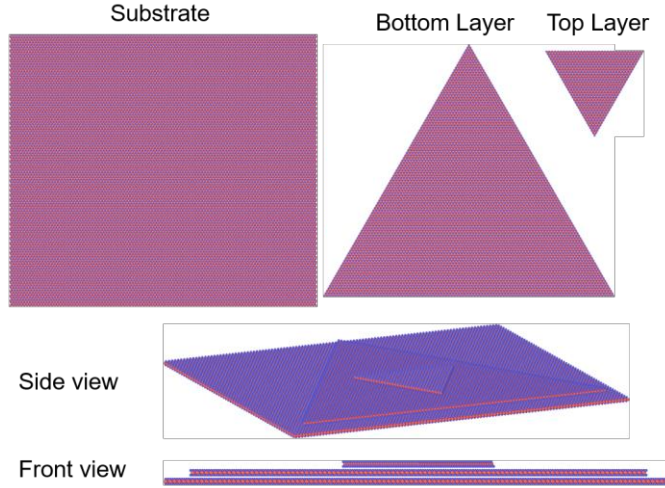 Substrate
Bottom Layer
Top Layer
Side view
Front view